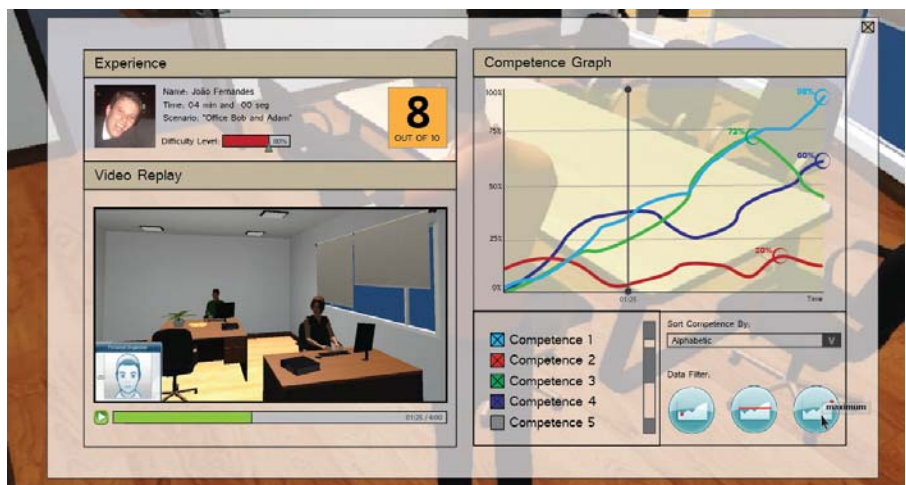 Experience
Name: João Fernandes
Time: 04 min and 00 seg
Scenario: "Office Bob and Adam"
Difficulty Level:
80%
8
OUT OF 10
Video Replay
01:25 / 4:00
Competence Graph
100%
75%
50%
25%
0%
98%
72%
60%
20%
01:25
Time
Competence 1
Competence 2
Competence 3
Competence 4
Competence 5
Sort Competence By:
Alphabetic
V
Data Filter:
maximum